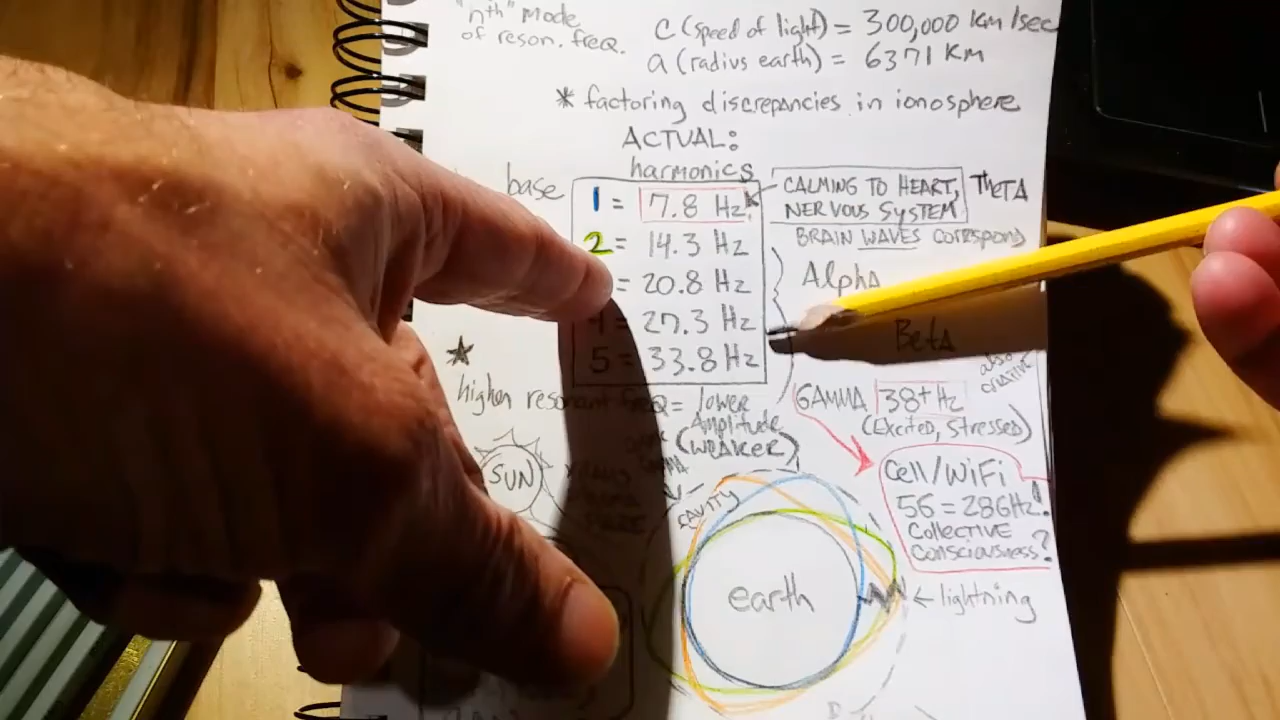 "nth" mode
of reson. freq.
c (speed of light) = 300,000 Km/sec
a (radius earth) = 6371 Km
* factoring discrepancies in ionosphere
ACTUAL:
harmonics
base
1 = 7.8 Hz
2 = 14.3 Hz
= 20.8 Hz
4 = 27.3 Hz
5 = 33.8 Hz
CALMING TO HEART,
NERVOUS SYSTEM
THETA
BRAIN WAVES correspond
Alpha
Beta
also
creative
higher resonant freq = lower
Amplitude
(WEAKER)
GAMMA 38+ Hz
(Excited, Stressed)
Cell/WiFi
5G = 28GHz!
Collective
Consciousness?
SUN
CAVITY
earth
← lightning